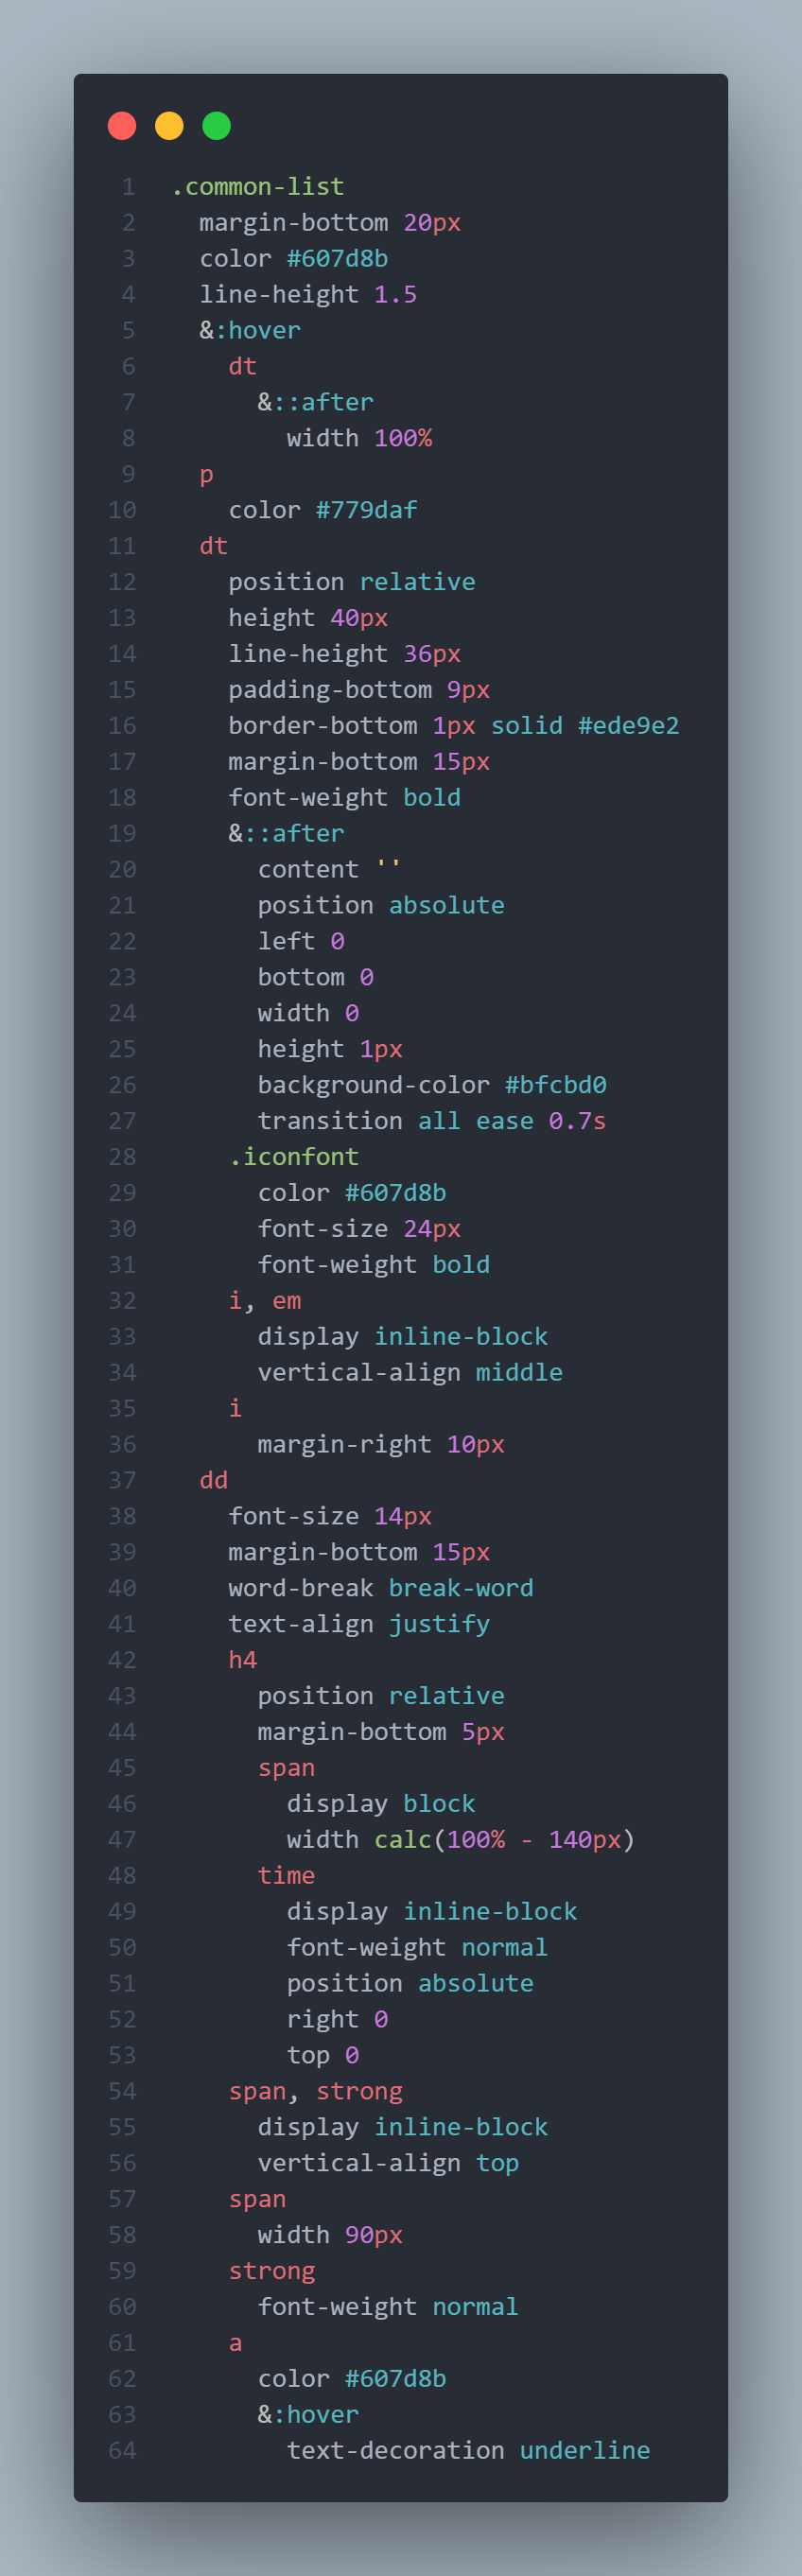 1 .common-list
2   margin-bottom 20px
3   color #607d8b
4   line-height 1.5
5   &:hover
6     dt
7       &::after
8         width 100%
9   p
10     color #779daf
11   dt
12     position relative
13     height 40px
14     line-height 36px
15     padding-bottom 9px
16     border-bottom 1px solid #ede9e2
17     margin-bottom 15px
18     font-weight bold
19     &::after
20       content ''
21       position absolute
22       left 0
23       bottom 0
24       width 0
25       height 1px
26       background-color #bfcbd0
27       transition all ease 0.7s
28     .iconfont
29       color #607d8b
30       font-size 24px
31       font-weight bold
32     i, em
33       display inline-block
34       vertical-align middle
35     i
36       margin-right 10px
37   dd
38     font-size 14px
39     margin-bottom 15px
40     word-break break-word
41     text-align justify
42     h4
43       position relative
44       margin-bottom 5px
45       span
46         display block
47         width calc(100% - 140px)
48       time
49         display inline-block
50         font-weight normal
51         position absolute
52         right 0
53         top 0
54     span, strong
55       display inline-block
56       vertical-align top
57     span
58       width 90px
59     strong
60       font-weight normal
61     a
62       color #607d8b
63       &:hover
64         text-decoration underline